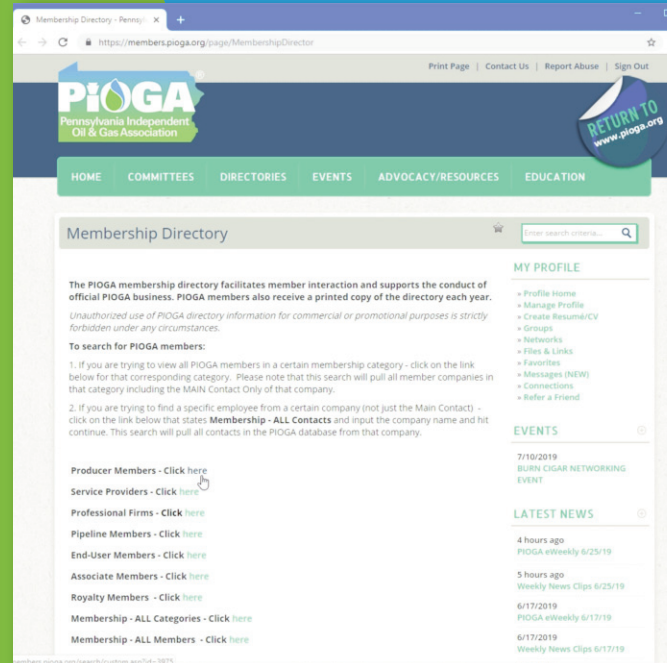 Membership Directory - Pennsyl
https://members.pioga.org/page/MembershipDirector
Print Page | Contact Us | Report Abuse | Sign Out
PIOGA
Pennsylvania Independent
Oil & Gas Association
RETURN TO
www.pioga.org
HOME COMMITTEES DIRECTORIES EVENTS ADVOCACY/RESOURCES EDUCATION
Membership Directory
Enter search criteria...
The PIOGA membership directory facilitates member interaction and supports the conduct of
official PIOGA business. PIOGA members also receive a printed copy of the directory each year.
Unauthorized use of PIOGA directory information for commercial or promotional purposes is strictly
forbidden under any circumstances.
To search for PIOGA members:
1. If you are trying to view all PIOGA members in a certain membership category - click on the link
below for that corresponding category. Please note that this search will pull all member companies in
that category including the MAIN Contact Only of that company.
2. If you are trying to find a specific employee from a certain company (not just the Main Contact) -
click on the link below that states Membership - ALL Contacts and input the company name and hit
continue. This search will pull all contacts in the PIOGA database from that company.
Producer Members - Click here
Service Providers - Click here
Professional Firms - Click here
Pipeline Members - Click here
End-User Members - Click here
Associate Members - Click here
Royalty Members - Click here
Membership - ALL Categories - Click here
Membership - ALL Members - Click here
MY PROFILE
» Profile Home
» Manage Profile
» Create Resumé/CV
» Groups
» Networks
» Files & Links
» Favorites
» Messages (NEW)
» Connections
» Refer a Friend
EVENTS
7/10/2019
BURN CIGAR NETWORKING
EVENT
LATEST NEWS
4 hours ago
PIOGA eWeekly 6/25/19
5 hours ago
Weekly News Clips 6/25/19
6/17/2019
PIOGA eWeekly 6/17/19
6/17/2019
Weekly News Clips 6/17/19